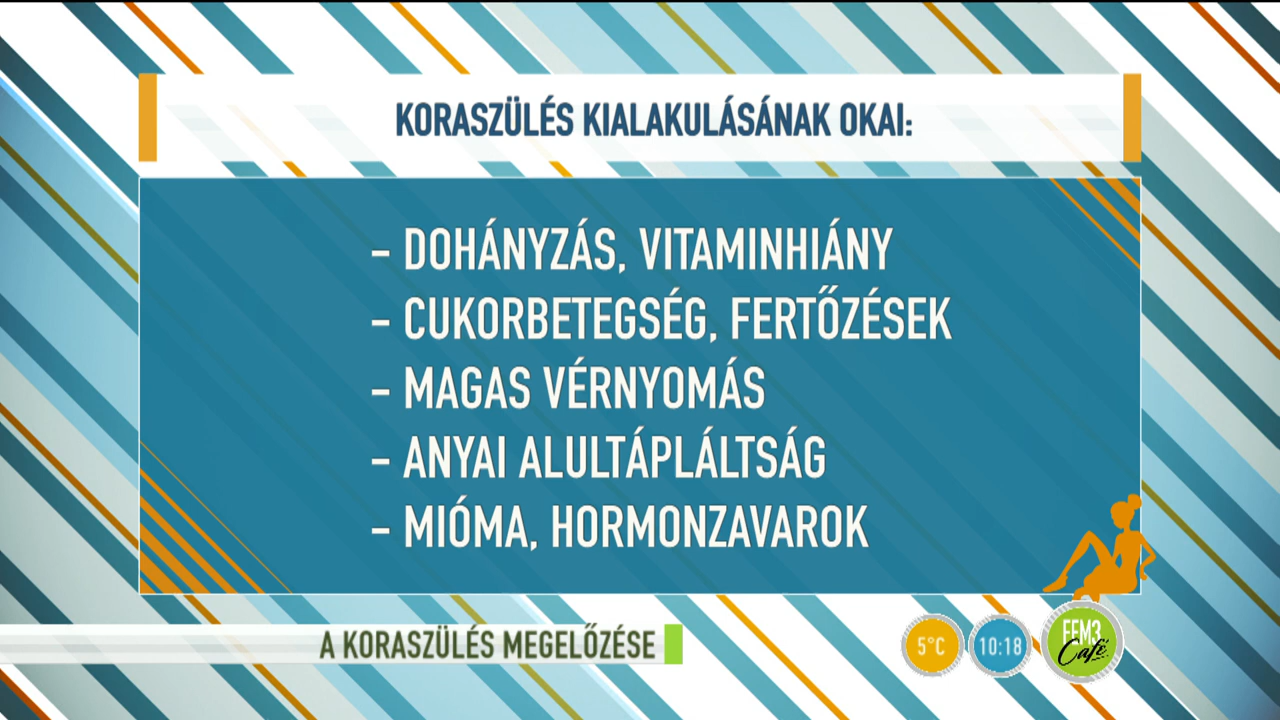 KORASZÜLÉS KIALAKULÁSÁNAK OKAI:
– DOHÁNYZÁS, VITAMINHIÁNY
– CUKORBETEGSÉG, FERTŐZÉSEK
– MAGAS VÉRNYOMÁS
– ANYAI ALULTÁPLÁLTSÁG
– MIÓMA, HORMONZAVAROK
A KORASZÜLÉS MEGELŐZÉSE
5°C
10:18
FEM3
Café